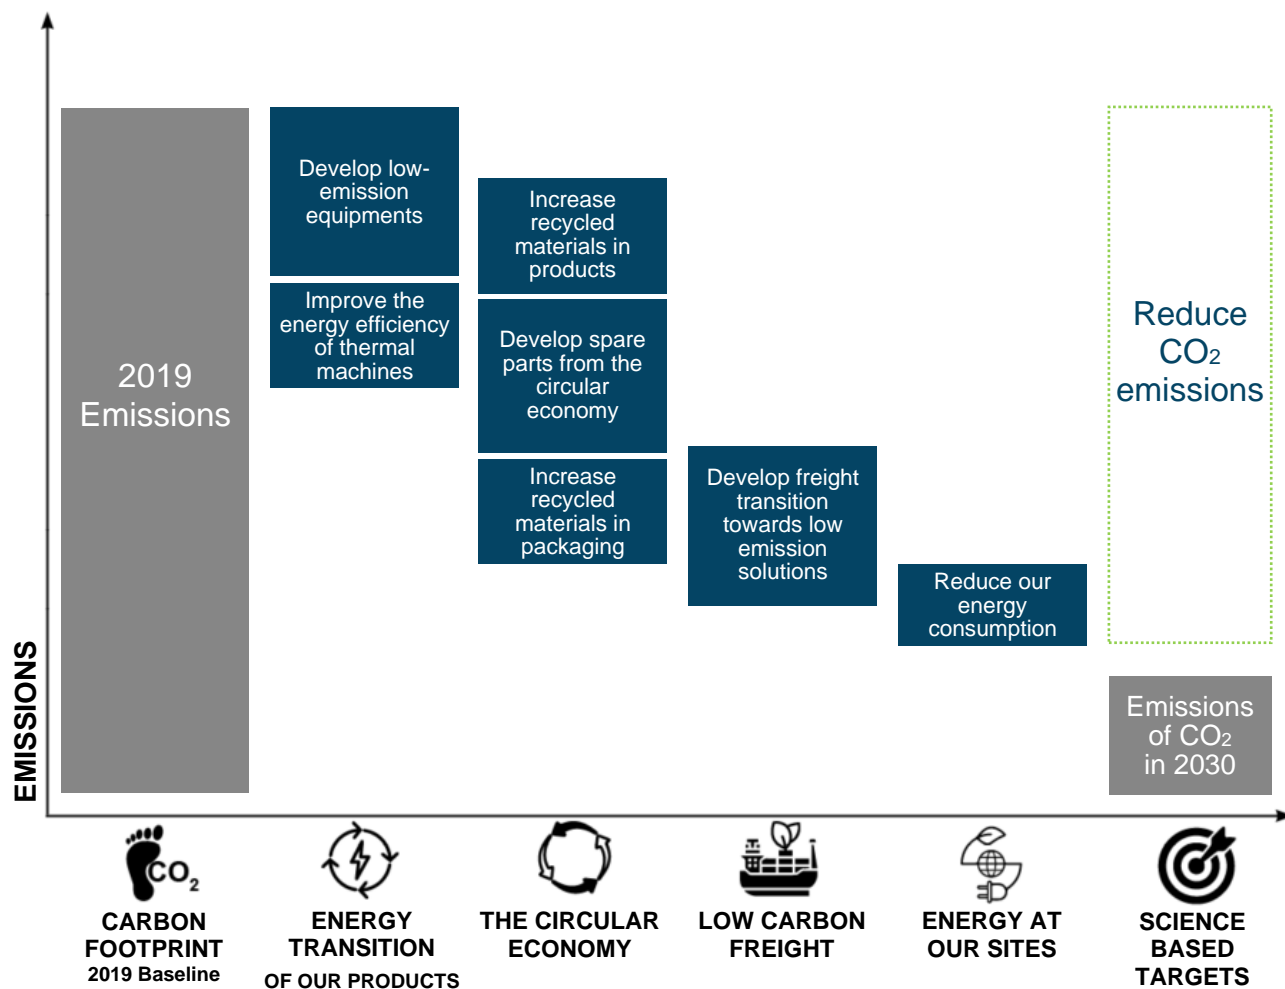 EMISSIONS
2019
Emissions
Develop low-
emission
equipments
Improve the
energy efficiency
of thermal
machines
Increase
recycled
materials in
products
Develop spare
parts from the
circular
economy
Increase
recycled
materials in
packaging
Develop freight
transition
towards low
emission
solutions
Reduce our
energy
consumption
Reduce
CO₂
emissions
Emissions
of CO₂
in 2030
CO₂
CARBON
FOOTPRINT
2019 Baseline
ENERGY
TRANSITION
OF OUR PRODUCTS
THE CIRCULAR
ECONOMY
LOW CARBON
FREIGHT
ENERGY AT
OUR SITES
SCIENCE
BASED
TARGETS